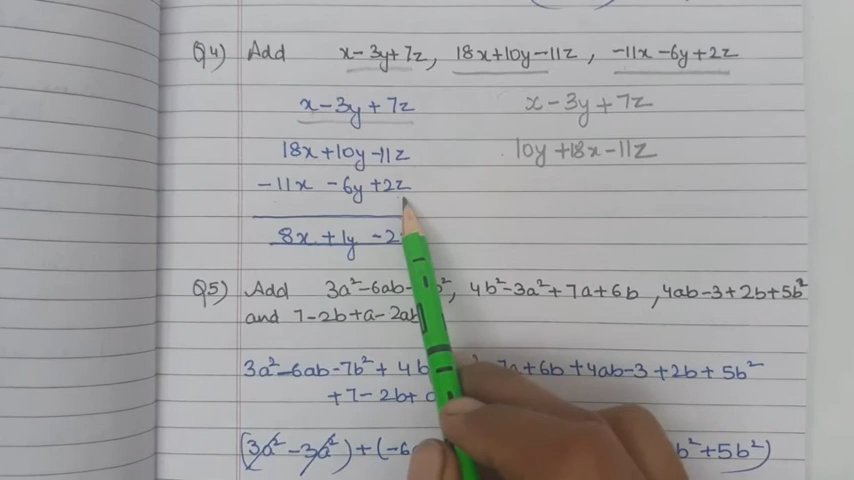 Q4) Add x-3y+7z, 18x+10y-11z, -11x-6y+2z
x-3y+7z x-3y+7z
18x+10y-11z 10y+18x-11z
-11x-6y+2z
8x+1y-2
Q5) Add 3a²-6ab- b², 4b²-3a²+7a+6b, 4ab-3+2b+5b²
and 7-2b+a-2ab
3a²-6ab-7b²+4b +6b+4ab-3+2b+5b²
+7-2b+
(3a²-3a²)+(-6 b²+5b²)